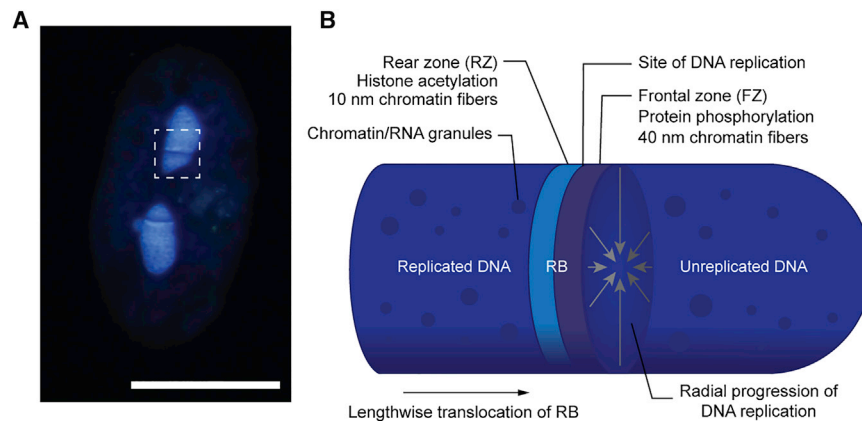 A
B
Rear zone (RZ)
Histone acetylation
10 nm chromatin fibers
Chromatin/RNA granules
Site of DNA replication
Frontal zone (FZ)
Protein phosphorylation
40 nm chromatin fibers
Replicated DNA
RB
Unreplicated DNA
Lengthwise translocation of RB
Radial progression of
DNA replication